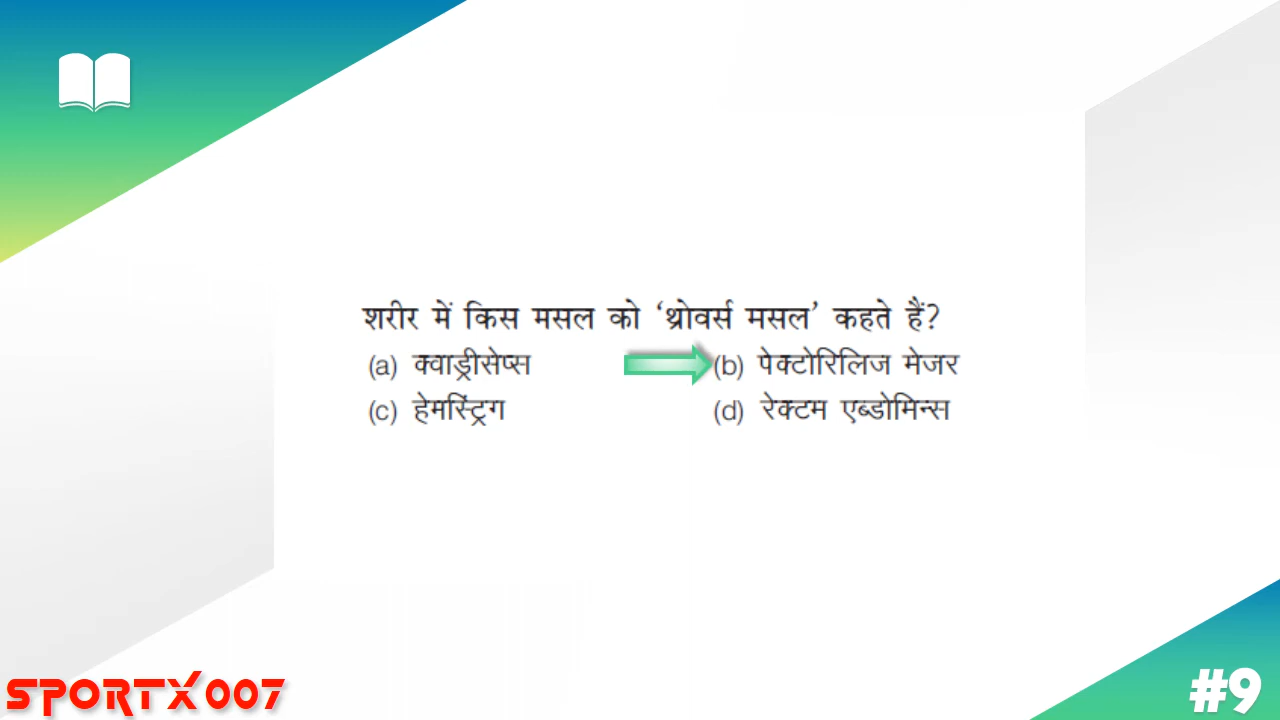 शरीर में किस मसल को ‘थ्रोवर्स मसल’ कहते हैं?
(a) क्वाड्रीसेप्स (b) पेक्टोरिलिज मेजर
(c) हेमस्ट्रिंग (d) रेक्टम एब्डोमिन्स
SPORTX007 #9